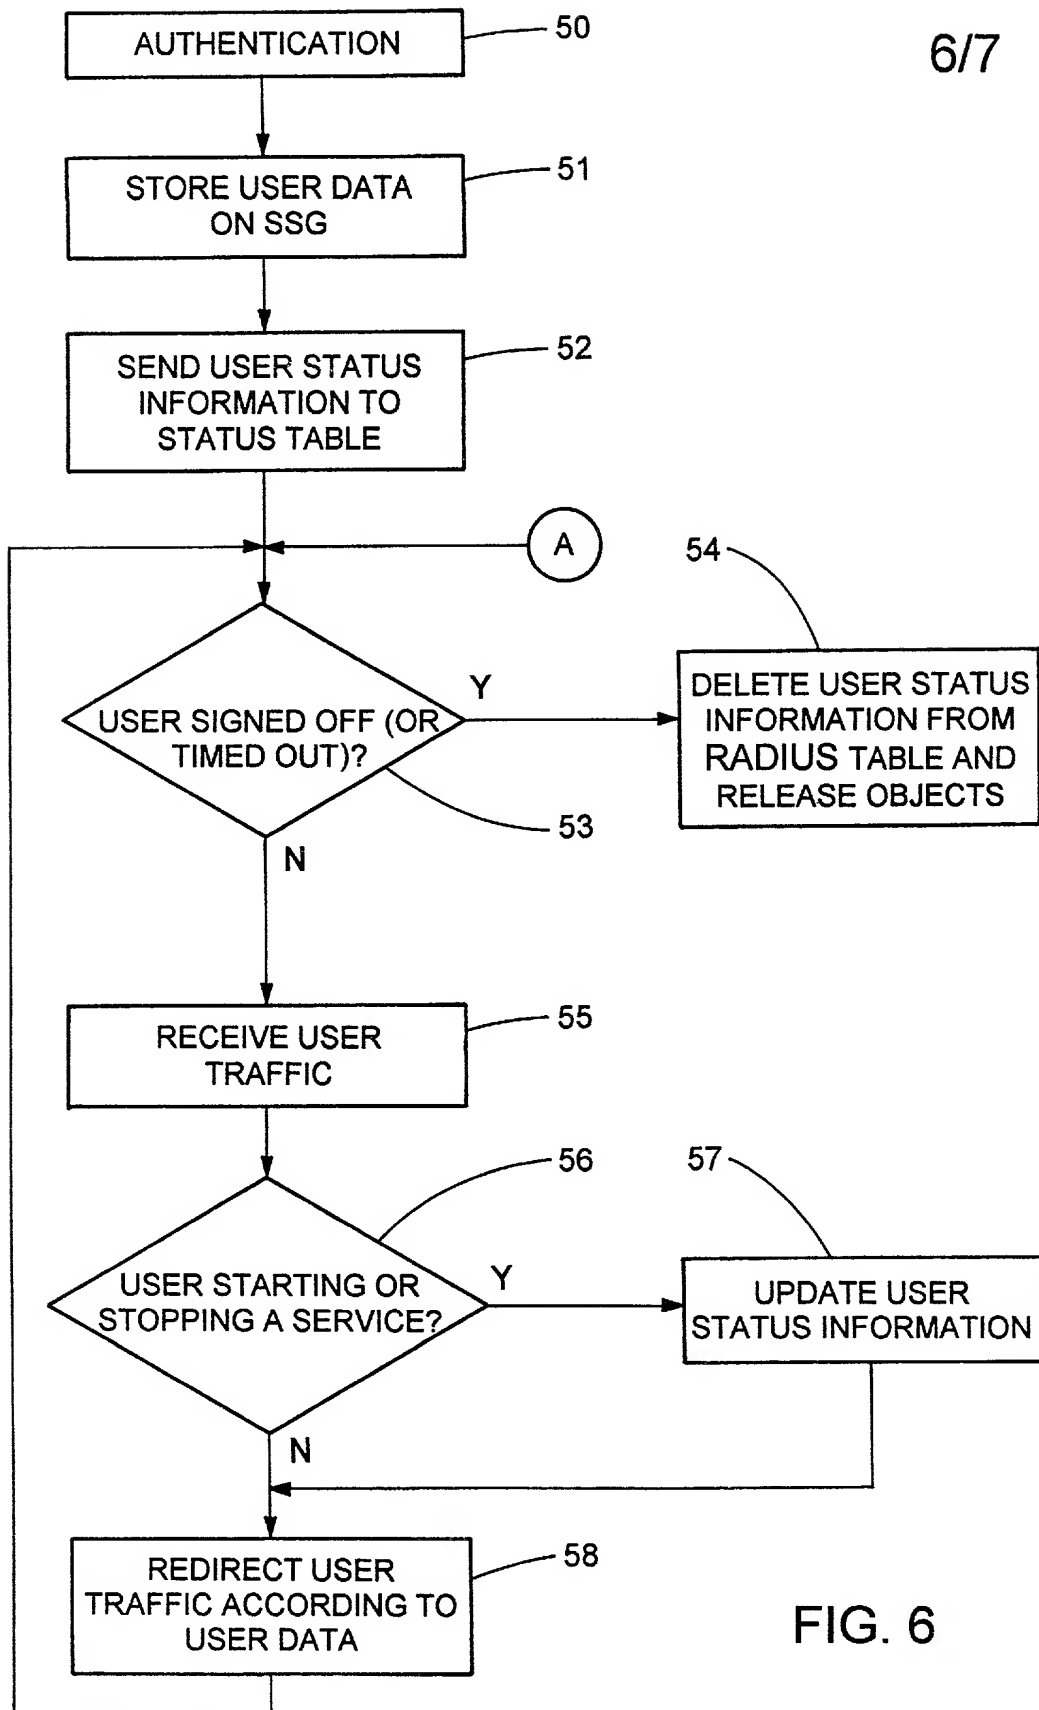 6/7
AUTHENTICATION
50
STORE USER DATA
ON SSG
51
SEND USER STATUS
INFORMATION TO
STATUS TABLE
52
A
USER SIGNED OFF (OR
TIMED OUT)?
53
Y
N
54
DELETE USER STATUS
INFORMATION FROM
RADIUS TABLE AND
RELEASE OBJECTS
RECEIVE USER
TRAFFIC
55
USER STARTING OR
STOPPING A SERVICE?
56
Y
N
57
UPDATE USER
STATUS INFORMATION
REDIRECT USER
TRAFFIC ACCORDING TO
USER DATA
58
FIG. 6